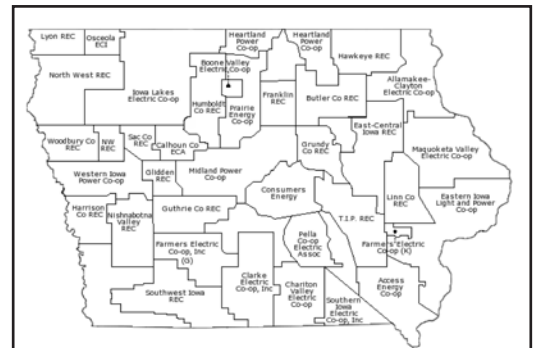 Lyon REC
Osceola
ECI
Heartland
Power
Co-op
Heartland
Power
Co-op
Hawkeye REC
North West REC
Iowa Lakes
Electric Co-op
Boone Valley
Electric Co-op
Humboldt
Co REC
Prairie
Energy
Co-op
Franklin
REC
Butler Co REC
Allamakee-
Clayton
Electric Co-op
East-Central
Iowa REC
Woodbury Co
REC
NW
REC
Sac Co
REC
Calhoun Co
ECA
Grundy
Co REC
Maquoketa Valley
Electric Co-op
Western Iowa
Power Co-op
Glidden
REC
Midland Power
Co-op
Consumers
Energy
Linn Co
REC
Eastern Iowa
Light and Power
Co-op
Harrison
Co REC
Nishnabotna
Valley
REC
Guthrie Co REC
T.I.P. REC
Farmers Electric
Co-op, Inc
(G)
Pella
Co-op
Electric
Assoc
Farmers Electric
Co-op (K)
Southwest Iowa
REC
Clarke
Electric
Co-op, Inc
Chariton
Valley
Electric
Co-op
Southern
Iowa
Electric
Co-op, Inc
Access
Energy
Co-op